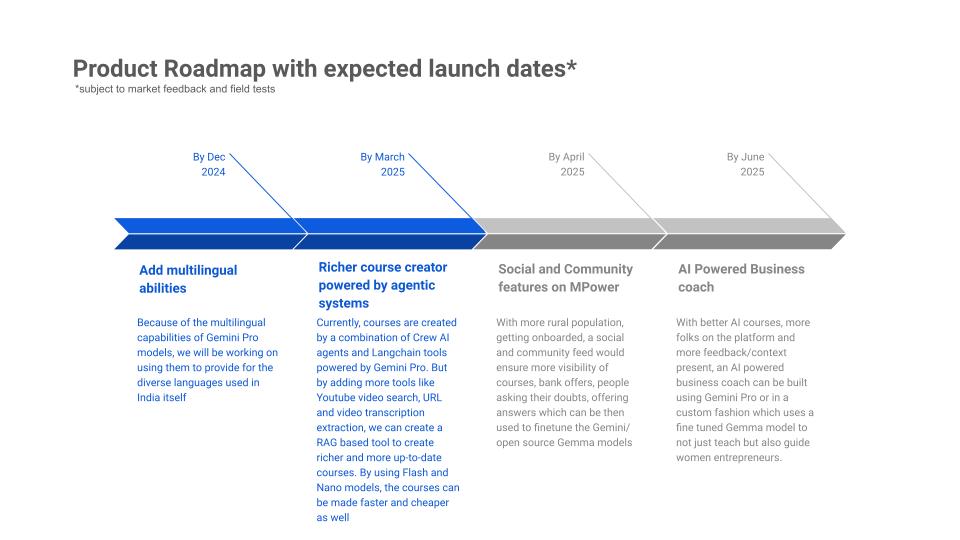 Product Roadmap with expected launch dates*
*subject to market feedback and field tests
By Dec
2024
By March
2025
By April
2025
By June
2025
Add multilingual
abilities
Because of the multilingual
capabilities of Gemini Pro
models, we will be working on
using them to provide for the
diverse languages used in
India itself
Richer course creator
powered by agentic
systems
Currently, courses are created
by a combination of Crew AI
agents and Langchain tools
powered by Gemini Pro. But
by adding more tools like
Youtube video search, URL
and video transcription
extraction, we can create a
RAG based tool to create
richer and more up-to-date
courses. By using Flash and
Nano models, the courses can
be made faster and cheaper
as well
Social and Community
features on MPower
With more rural population,
getting onboarded, a social
and community feed would
ensure more visibility of
courses, bank offers, people
asking their doubts, offering
answers which can be then
used to finetune the Gemini/
open source Gemma models
AI Powered Business
coach
With better AI courses, more
folks on the platform and
more feedback/context
present, an AI powered
business coach can be built
using Gemini Pro or in a
custom fashion which uses a
fine tuned Gemma model to
not just teach but also guide
women entrepreneurs.